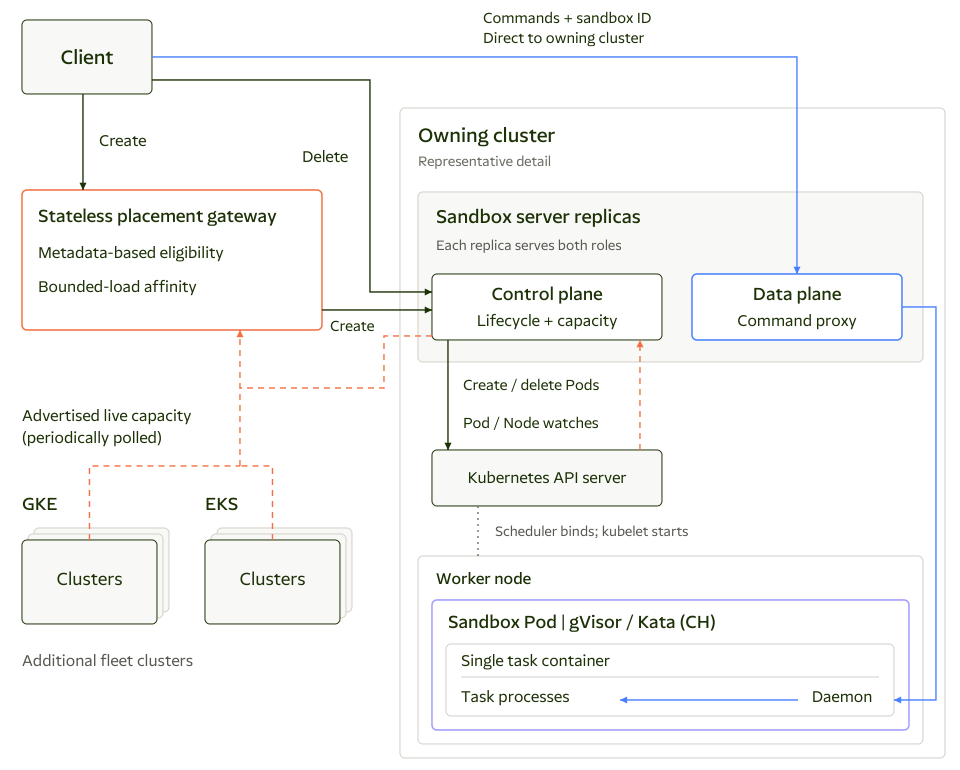 Commands + sandbox ID
Direct to owning cluster
Client
Create
Delete
Owning cluster
Representative detail
Stateless placement gateway
Metadata-based eligibility
Bounded-load affinity
Create
Sandbox server replicas
Each replica serves both roles
Control plane
Lifecycle + capacity
Data plane
Command proxy
Create / delete Pods
Pod / Node watches
Advertised live capacity
(periodically polled)
Kubernetes API server
GKE
EKS
Clusters
Clusters
Additional fleet clusters
Scheduler binds; kubelet starts
Worker node
Sandbox Pod | gVisor / Kata (CH)
Single task container
Task processes
Daemon